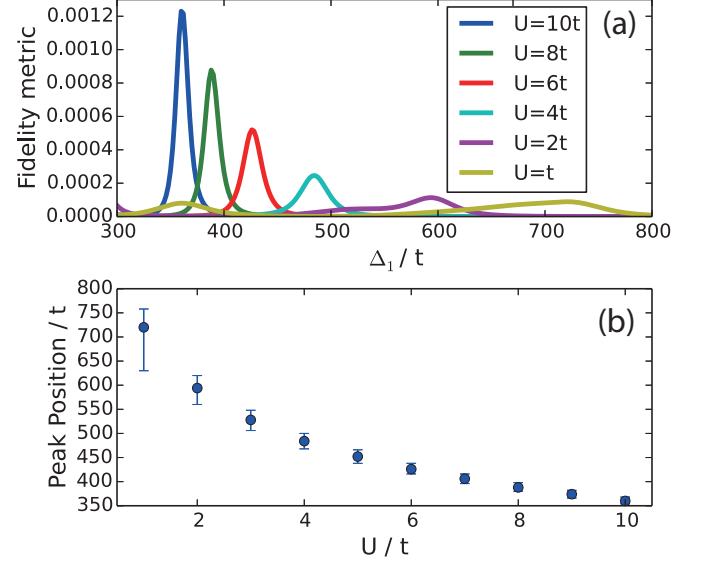 (a)
Fidelity metric
0.0012
0.0010
0.0008
0.0006
0.0004
0.0002
0.0000
U=10t
U=8t
U=6t
U=4t
U=2t
U=t
300 400 500 600 700 800
Δ₁ / t
(b)
Peak Position / t
800
750
700
650
600
550
500
450
400
350
2 4 6 8 10
U / t